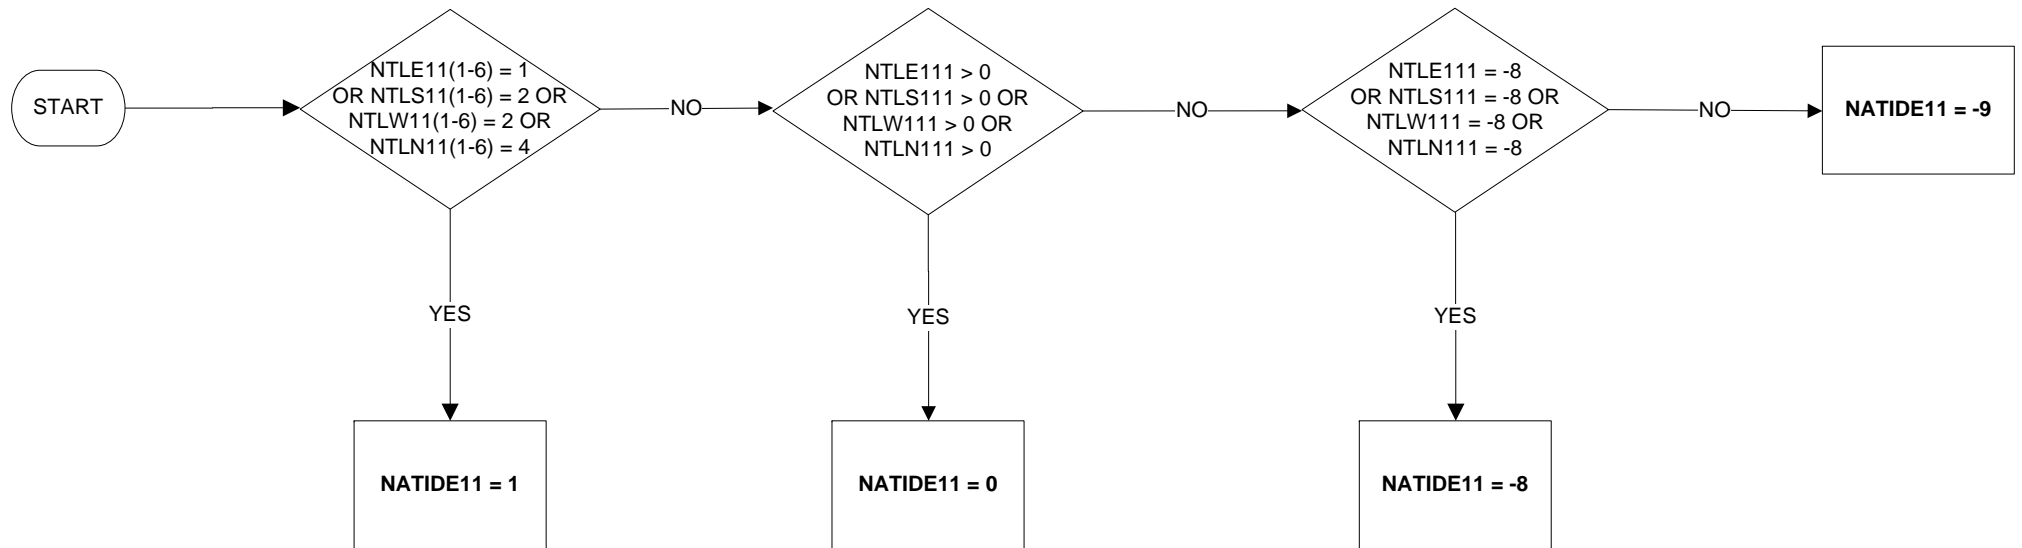 START
NTLE11(1-6) = 1
OR NTLS11(1-6) = 2 OR
NTLW11(1-6) = 2 OR
NTLN11(1-6) = 4
NO
NTLE111 > 0
OR NTLS111 > 0 OR
NTLW111 > 0 OR
NTLN111 > 0
NO
NTLE111 = -8
OR NTLS111 = -8 OR
NTLW111 = -8 OR
NTLN111 = -8
NO
NATIDE11 = -9
YES
YES
YES
NATIDE11 = 1
NATIDE11 = 0
NATIDE11 = -8